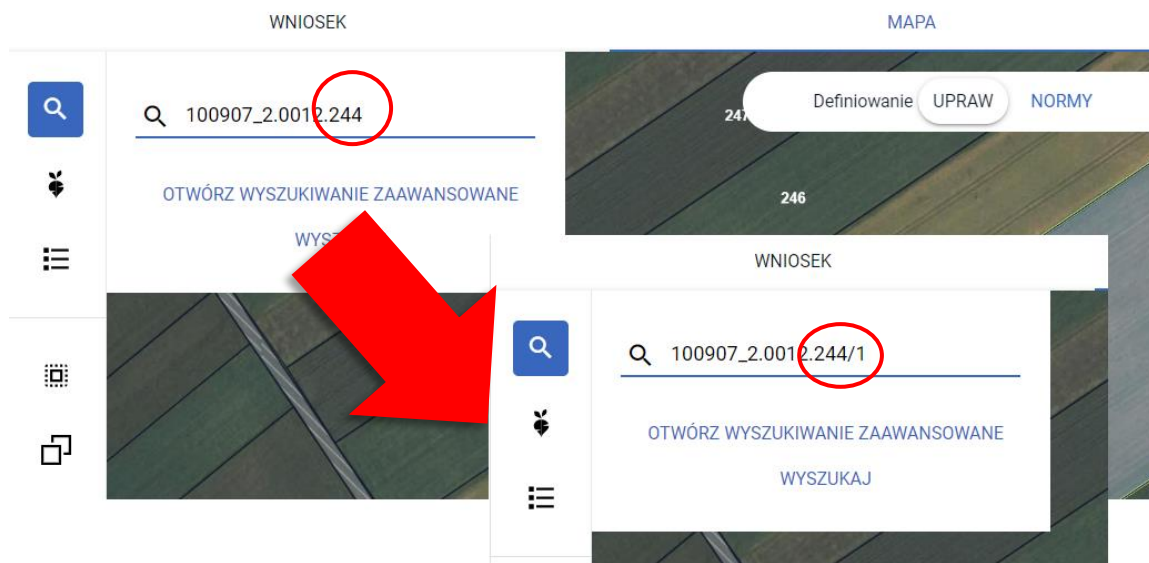 WNIOSEK
MAPA
100907_2.0012.244
Definiowanie UPRAW NORMY
246
OTWÓRZ WYSZUKIWANIE ZAAWANSOWANE
WNIOSEK
100907_2.0012.244/1
OTWÓRZ WYSZUKIWANIE ZAAWANSOWANE
WYSZUKAJ